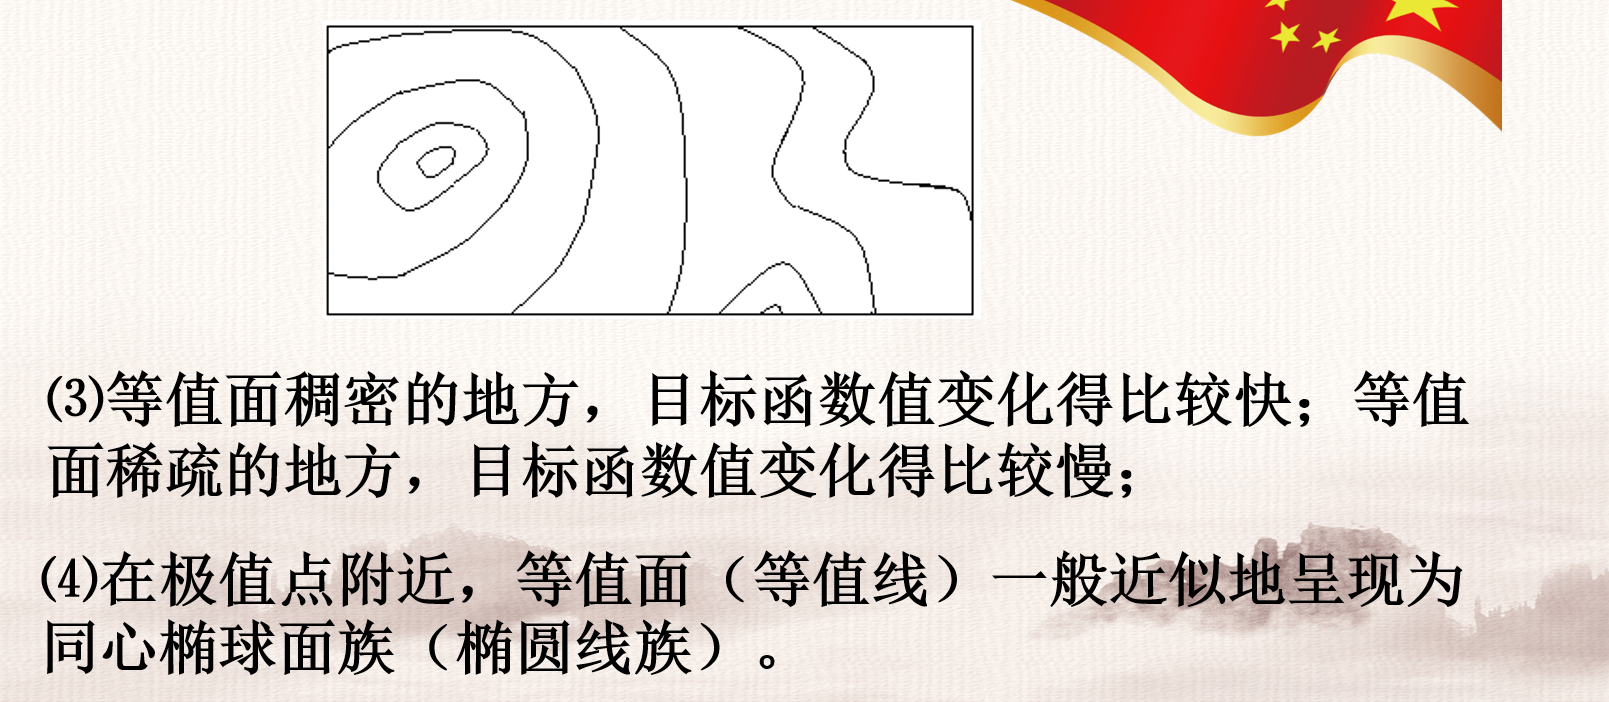 ⑶等值面稠密的地方，目标函数值变化得比较快；等值
面稀疏的地方，目标函数值变化得比较慢；
⑷在极值点附近，等值面（等值线）一般近似地呈现为
同心椭球面族（椭圆线族）。